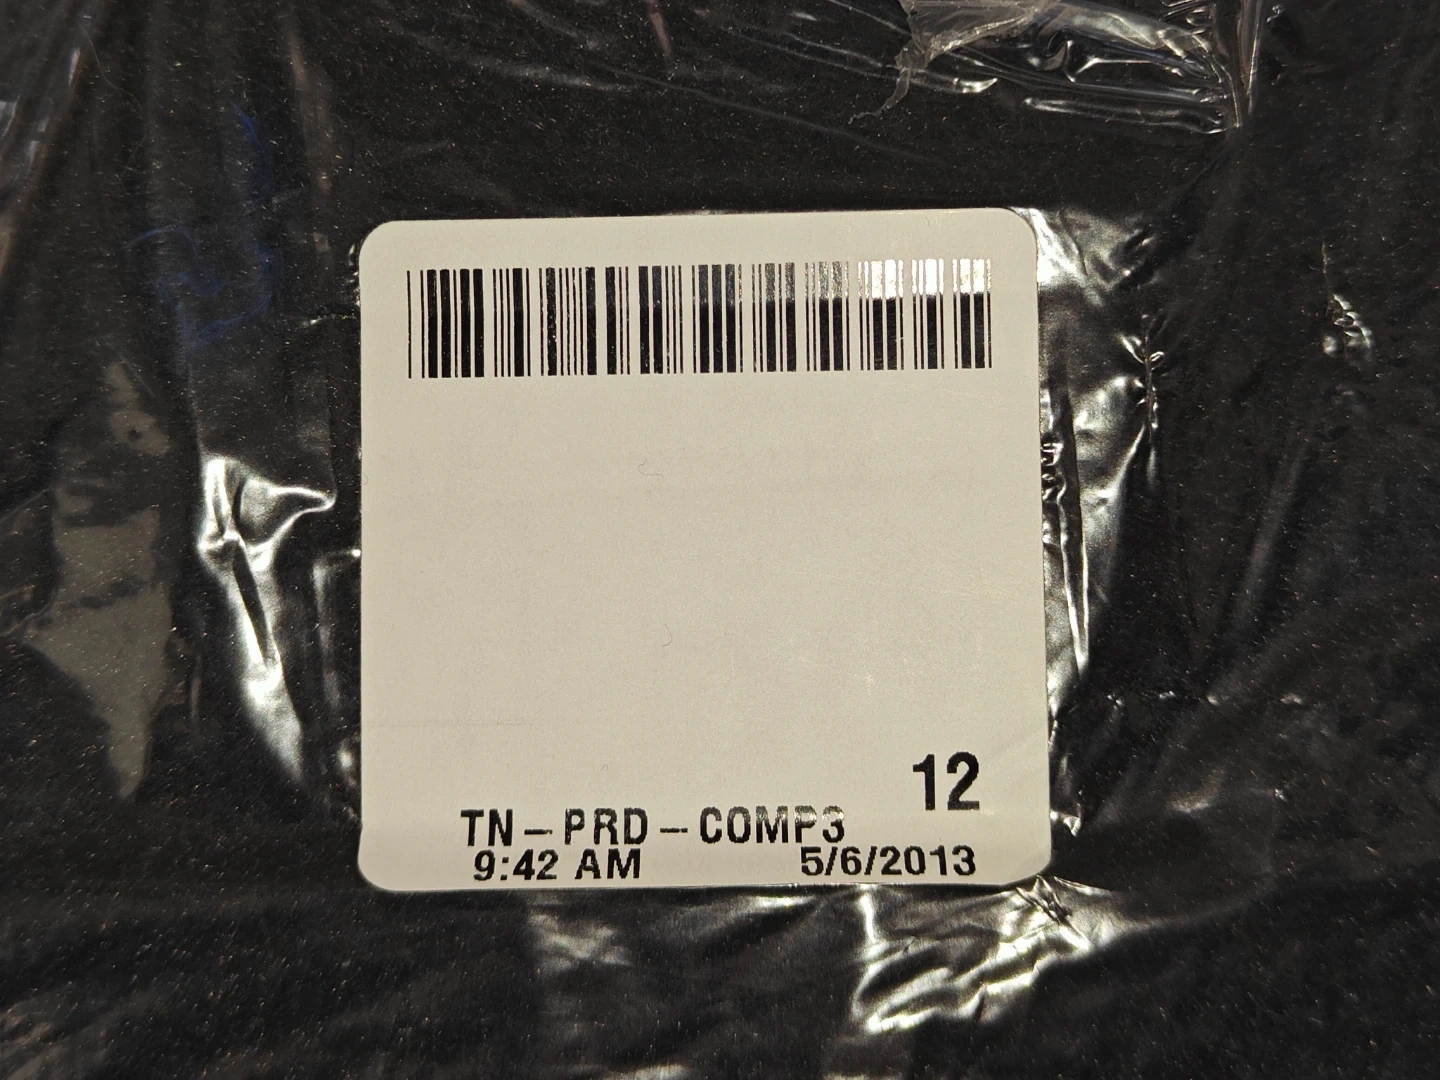 12
TN-PRD-COMP3
9:42 AM 5/6/2013